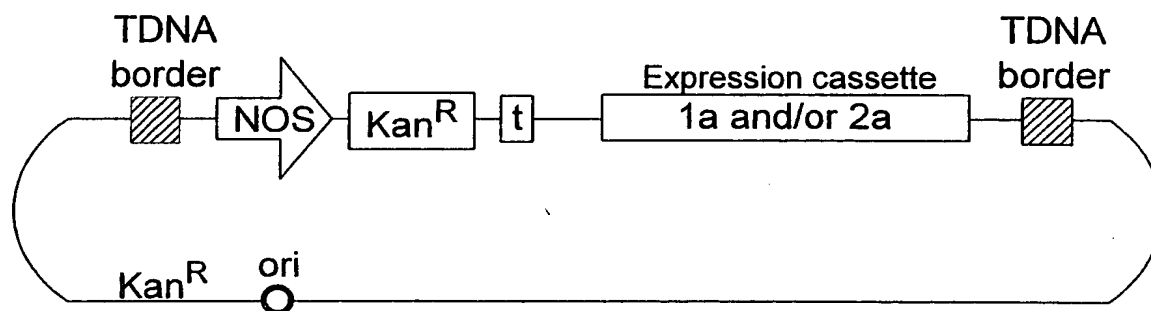 TDNA border
NOS
Kan^R
t
Expression cassette
1a and/or 2a
TDNA border
Kan^R
ori